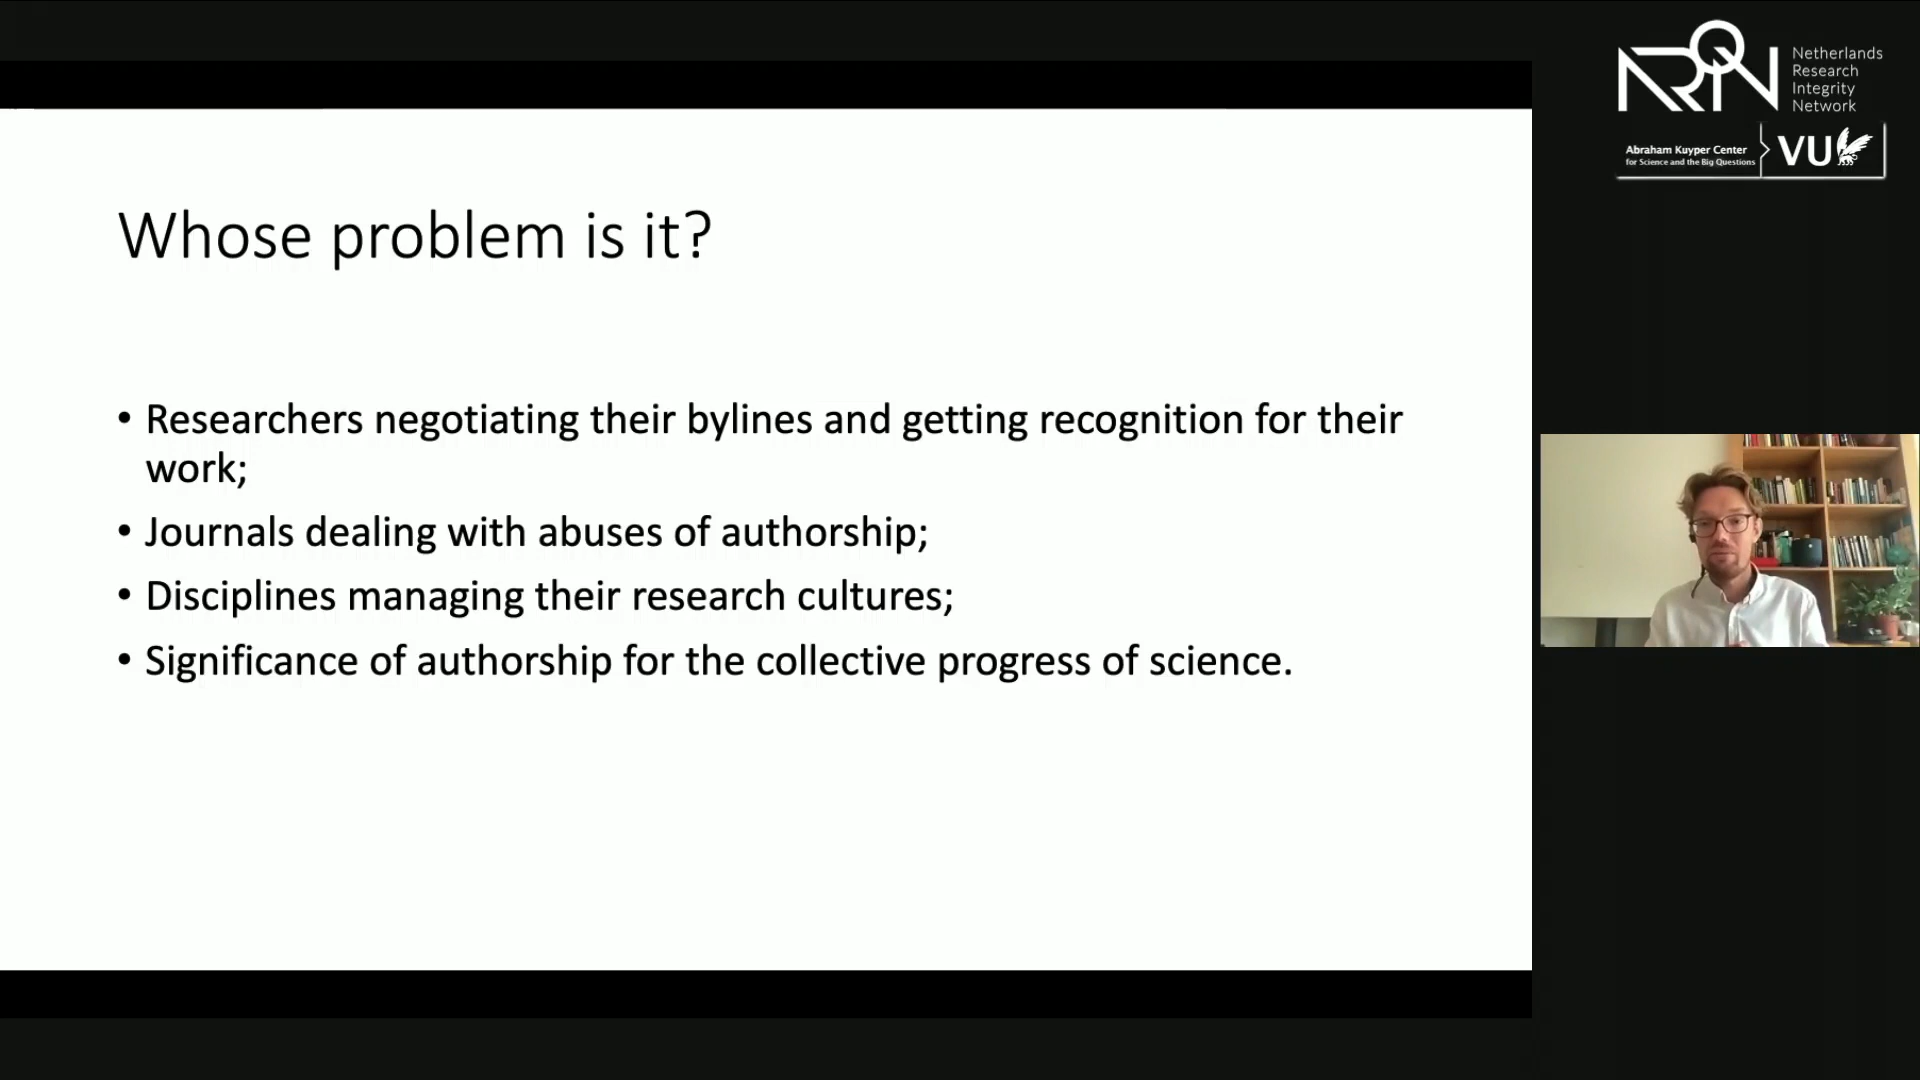 Whose problem is it?
• Researchers negotiating their bylines and getting recognition for their
work;
• Journals dealing with abuses of authorship;
• Disciplines managing their research cultures;
• Significance of authorship for the collective progress of science.
NRIN
Netherlands
Research
Integrity
Network
Abraham Kuyper Center
for Science and the Big Questions
VU